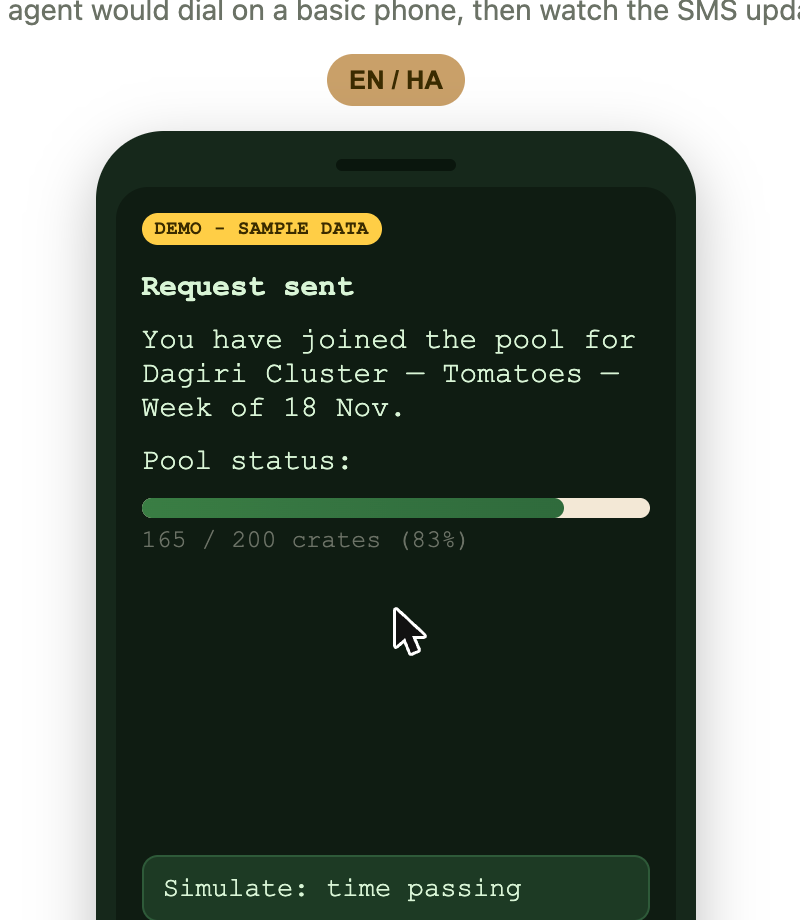 agent would dial on a basic phone, then watch the SMS
EN / HA
DEMO - SAMPLE DATA
Request sent
You have joined the pool for
Dagiri Cluster — Tomatoes —
Week of 18 Nov.
Pool status:
165 / 200 crates (83%)
Simulate: time passing